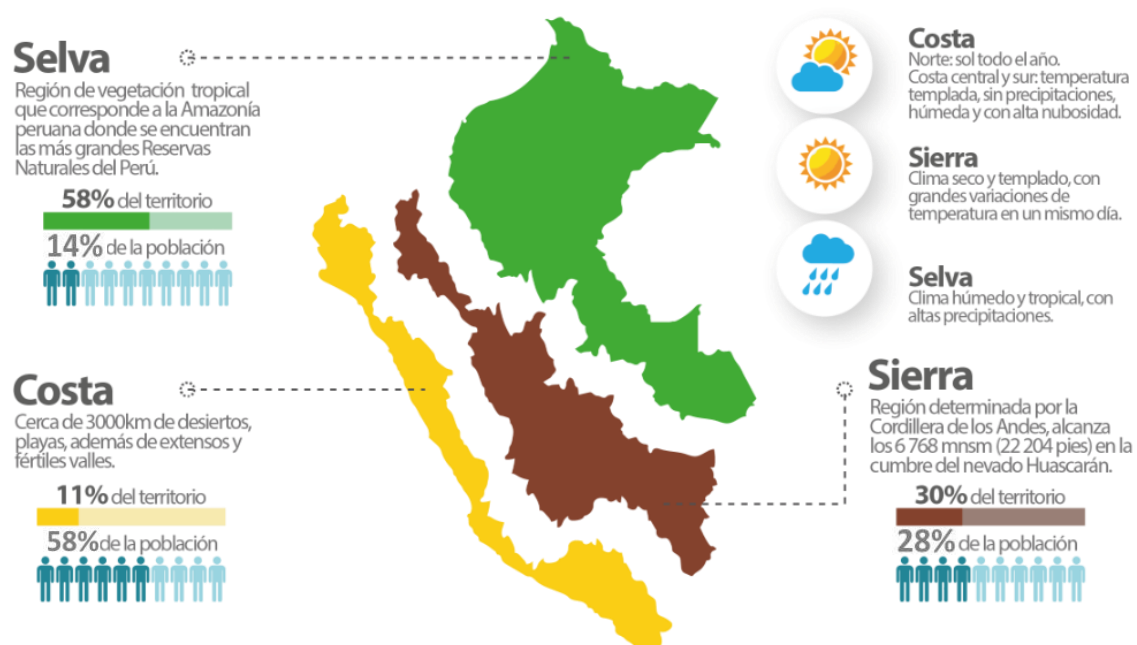 Selva
Región de vegetación tropical
que corresponde a la Amazonía
peruana donde se encuentran
las más grandes Reservas
Naturales del Perú.
58% del territorio
14% de la población
Costa
Cerca de 3000km de desiertos,
playas, además de extensos y
fértiles valles.
11% del territorio
58%de la población
Costa
Norte: sol todo el año.
Costa central y sur: temperatura
templada, sin precipitaciones,
húmeda y con alta nubosidad.
Sierra
Clima seco y templado, con
grandes variaciones de
temperatura en un mismo día.
Selva
Clima húmedo y tropical, con
altas precipitaciones.
Sierra
Región determinada por la
Cordillera de los Andes, alcanza
los 6 768 mnsm (22 204 pies) en la
cumbre del nevado Huascarán.
30% del territorio
28% de la población